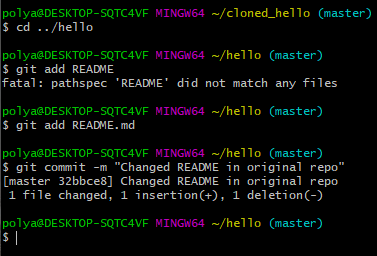 polya@DESKTOP-SQTC4VF MINGW64 ~/cloned_hello (master)
$ cd ../hello
polya@DESKTOP-SQTC4VF MINGW64 ~/hello (master)
$ git add README
fatal: pathspec 'README' did not match any files
polya@DESKTOP-SQTC4VF MINGW64 ~/hello (master)
$ git add README.md
polya@DESKTOP-SQTC4VF MINGW64 ~/hello (master)
$ git commit -m "Changed README in original repo"
[master 32bbce8] Changed README in original repo
 1 file changed, 1 insertion(+), 1 deletion(-)
polya@DESKTOP-SQTC4VF MINGW64 ~/hello (master)
$